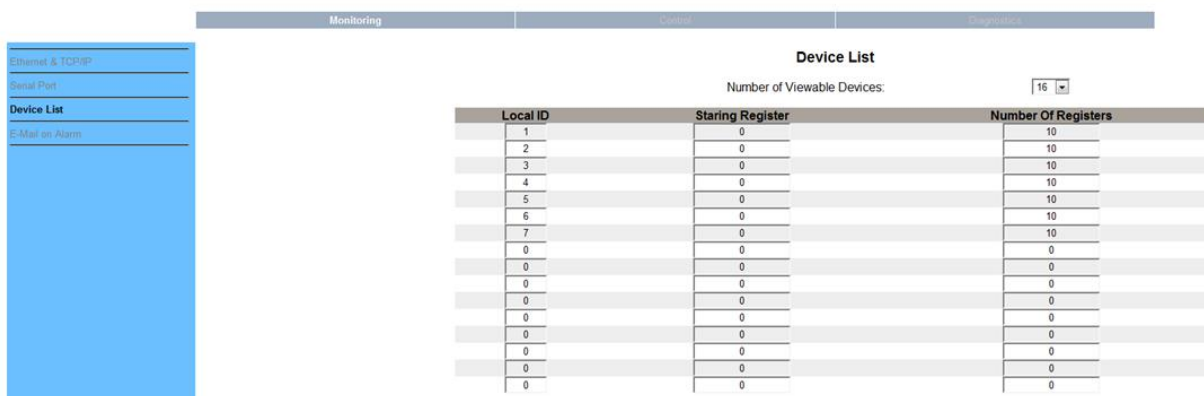 Monitoring Control Diagnostics
Ethernet & TCP/IP
Serial Port
Device List
E-Mail on Alarm
Device List
Number of Viewable Devices: 16
Local ID Staring Register Number Of Registers
1 0 10
2 0 10
3 0 10
4 0 10
5 0 10
6 0 10
7 0 10
0 0 0
0 0 0
0 0 0
0 0 0
0 0 0
0 0 0
0 0 0
0 0 0
0 0 0